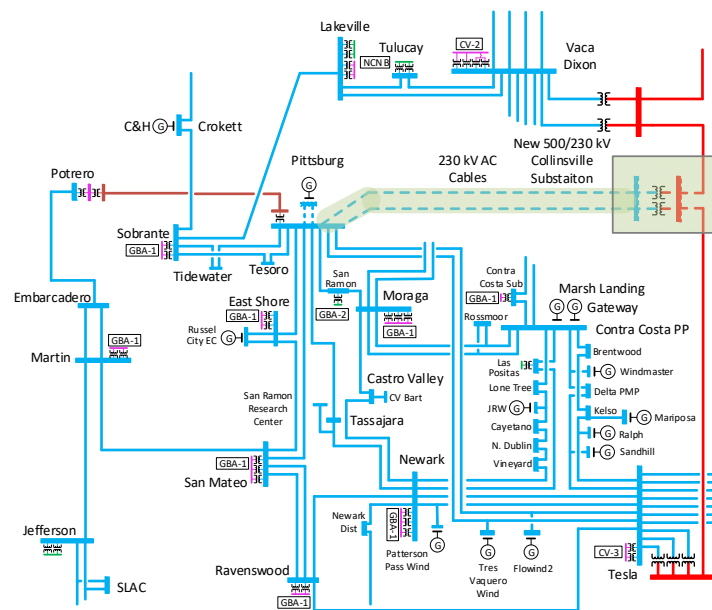 Lakeville
Tulucay
NCN B
CV-2
Vaca
Dixon
C&H
G
Crokett
Potrero
Pittsburg
G
230 kV AC
Cables
New 500/230 kV
Collinsville
Substaiton
Sobrante
GBA-1
Tidewater
Tesoro
San
Ramon
GBA-2
Moraga
GBA-1
Contra
Costa Sub
GBA-1
Rossmoor
Marsh Landing
Gateway
G
G
Contra Costa PP
Embarcadero
Martin
GBA-1
East Shore
GBA-1
Russel
City EC
G
Castro Valley
CV Bart
San Ramon
Research
Center
Tassajara
Las
Positas
Lone Tree
JRW
G
Cayetano
N. Dublin
Vineyard
Brentwood
G
Windmaster
Delta PMP
Kelso
G
Mariposa
G
Ralph
G
Sandhill
GBA-1
San Mateo
Newark
Newark
Dist
GBA-1
G
Patterson
Pass Wind
G
Tres
Vaquero
Wind
G
Flowind2
CV-3
Tesla
Jefferson
SLAC
Ravenswood
GBA-1